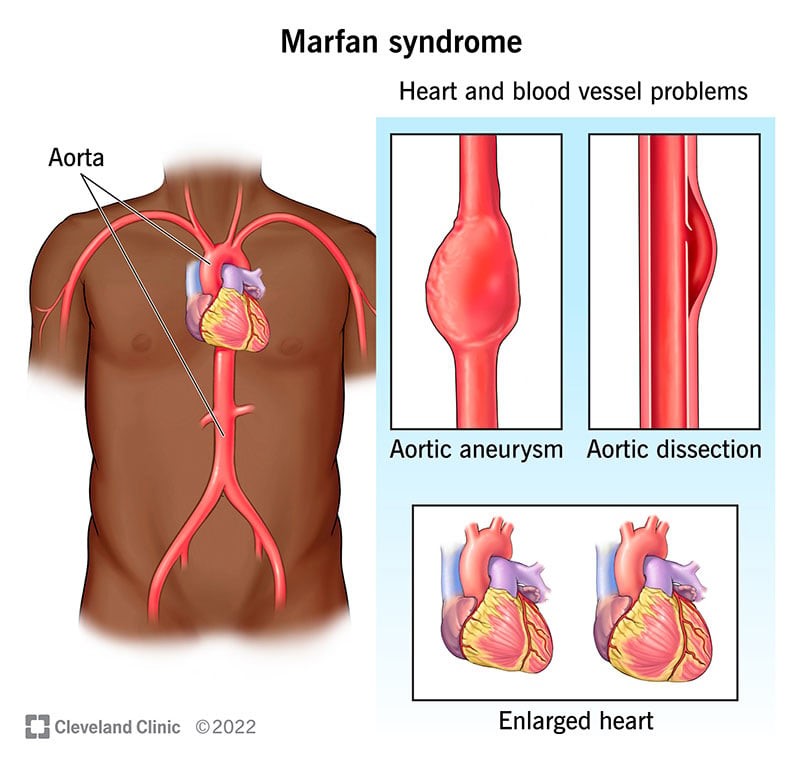 Marfan syndrome
Heart and blood vessel problems
Aorta
Aortic aneurysm
Aortic dissection
Enlarged heart
Cleveland Clinic ©2022